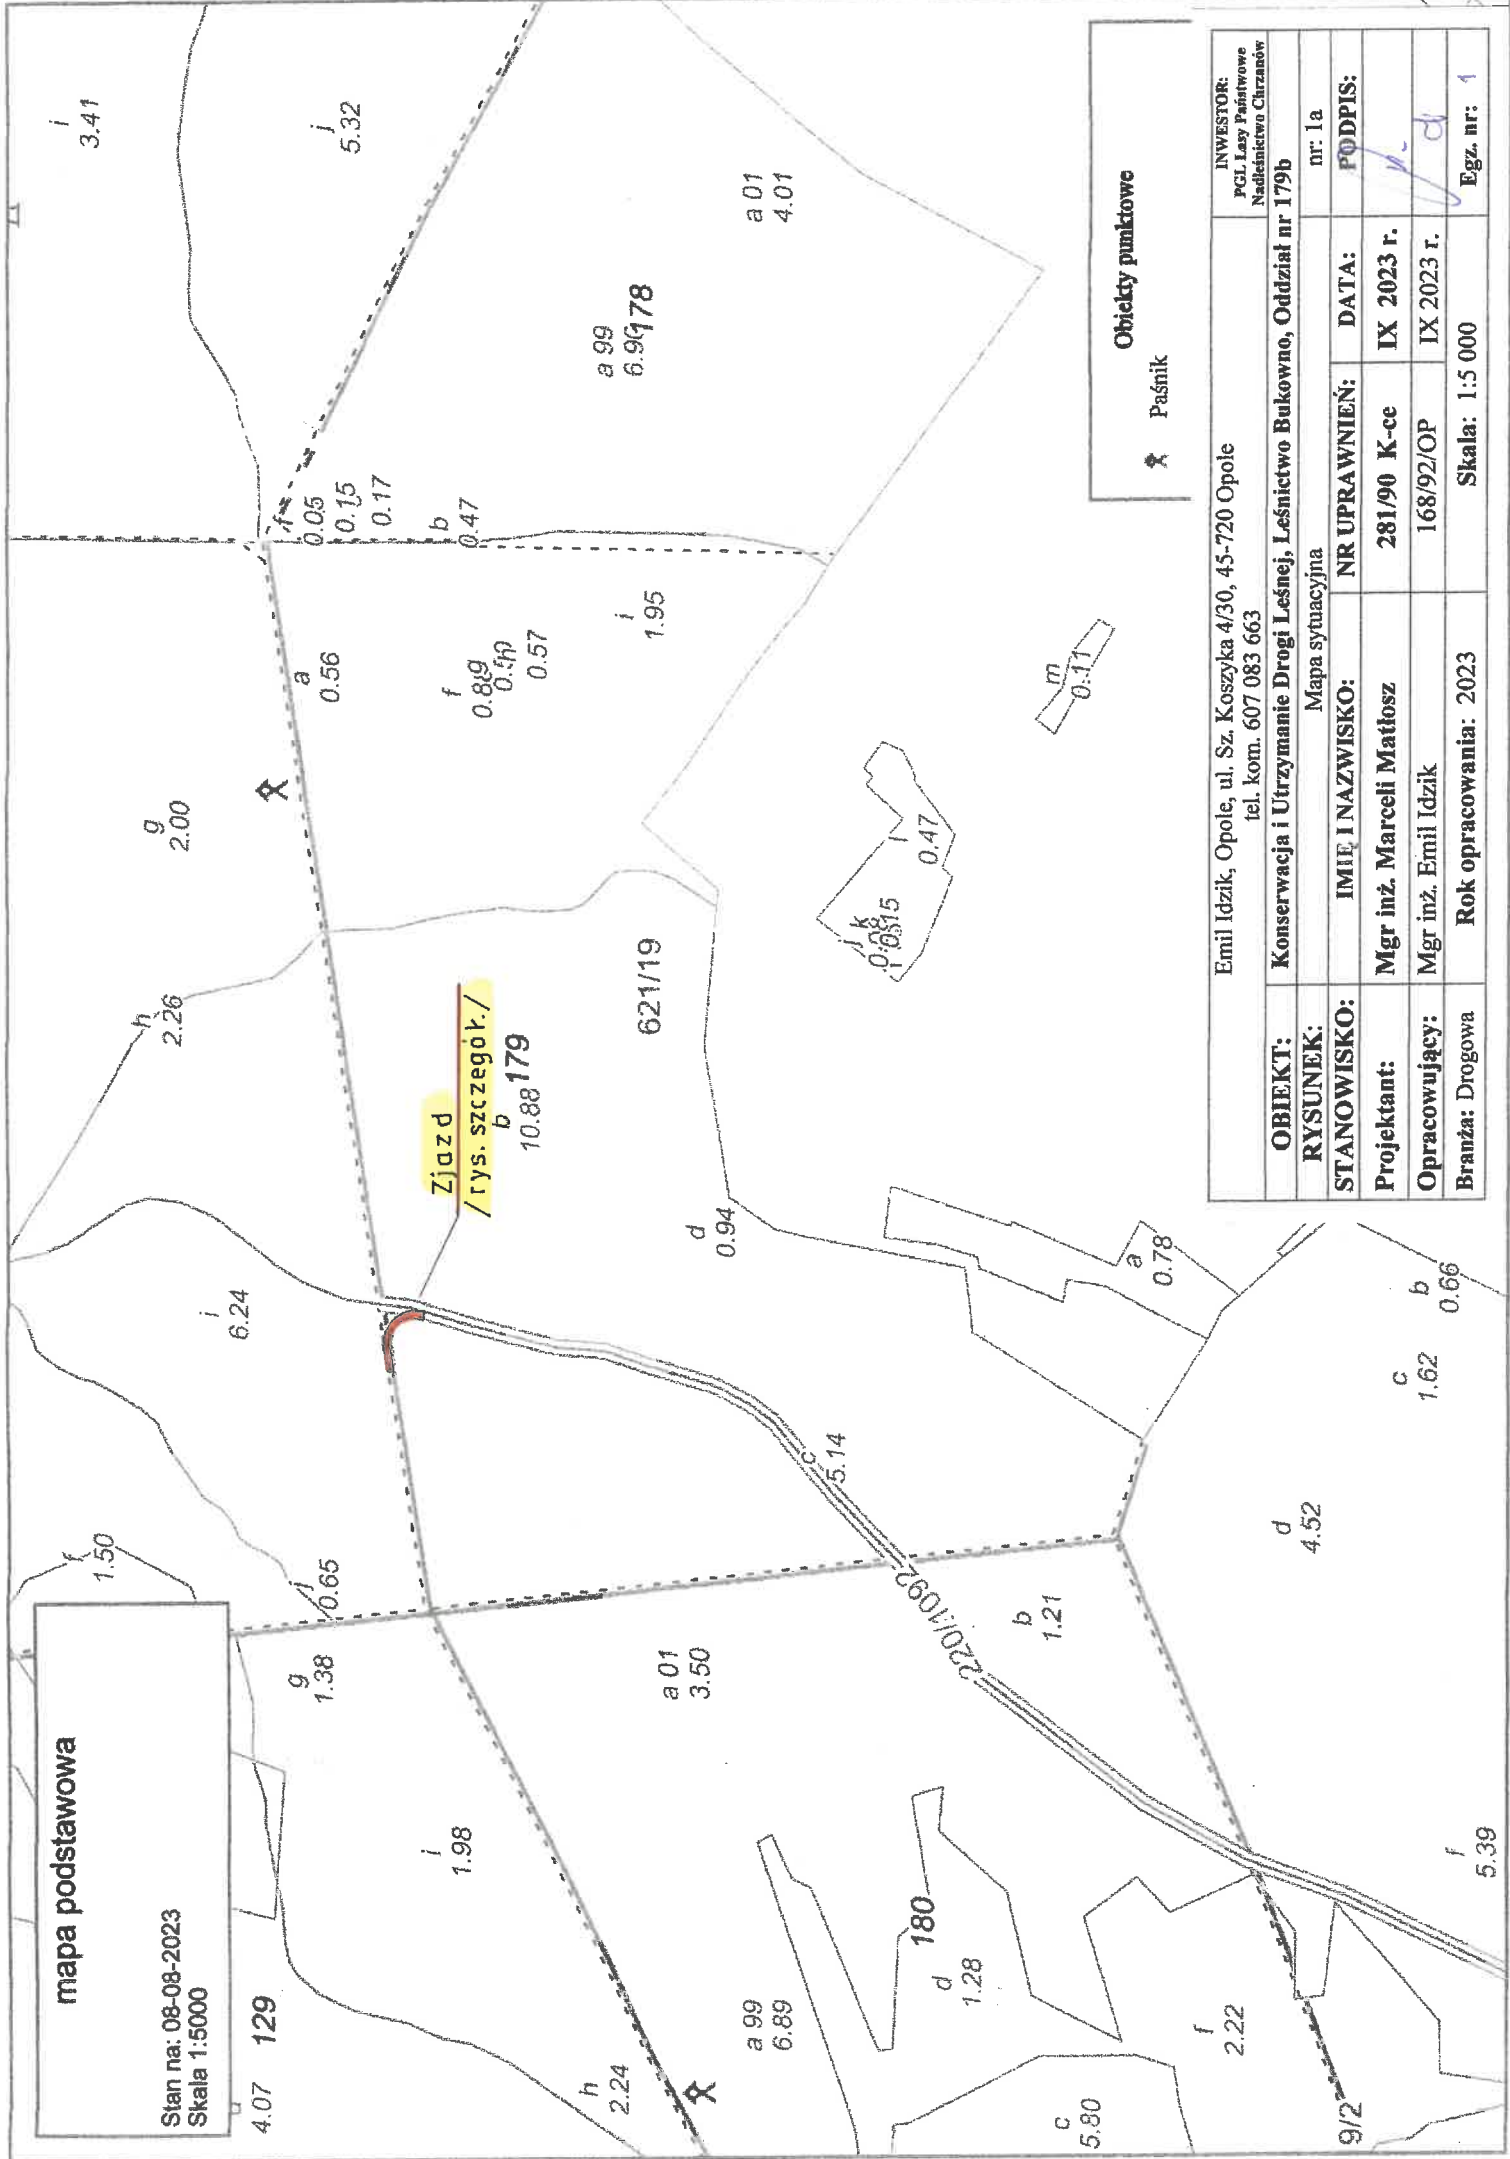 mapa podstawowa
Stan na: 08-08-2023
Skala 1:5000
4.07 129
f
1.50
j
0.65
g
1.38
i
1.98
h
2.24
i
6.24
h
2.26
g
2.00
i
3.41
j
5.32
a
0.56
f
0.05
0.15
0.17
b
0.47
a 99
178
a 01
4.01
f
g
h
0.57
i
1.95
Zjazd
/rys. szczegół./
b
10.88 179
621/19
d
0.94
c
5.14
a 01
3.50
220/1092
b
1.21
a 99
6.89
180
d
1.28
c
5.80
f
2.22
9/2
f
5.39
d
4.52
c
1.62
b
0.66
a
0.78
j k
l
0.47
m
0.11
Obiekty punktowe
Paśnik
Emil Idzik, Opole, ul. Sz. Koszyka 4/30, 45-720 Opole
tel. kom. 607 083 663
INWESTOR:
PGL Lasy Państwowe
Nadleśnictwo Chrzanów
OBIEKT: Konserwacja i Utrzymanie Drogi Leśnej, Leśnictwo Bukowno, Oddział nr 179b
RYSUNEK: Mapa sytuacyjna nr: 1a
STANOWISKO: IMIĘ I NAZWISKO: NR UPRAWNIEŃ: DATA: PODPIS:
Projektant: Mgr inż. Marceli Matłosz 281/90 K-ce IX 2023 r.
Opracowujący: Mgr inż. Emil Idzik 168/92/OP IX 2023 r.
Branża: Drogowa Rok opracowania: 2023 Skala: 1:5 000 Egz. nr: 1